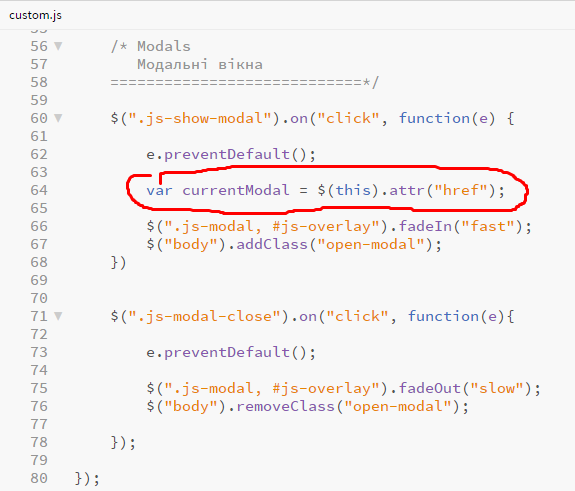 custom.js
55
56 /* Modals
57 Модальні вікна
58 ============================*/
59
60 $(".js-show-modal").on("click", function(e) {
61
62 e.preventDefault();
63
64 var currentModal = $(this).attr("href");
65
66 $(".js-modal, #js-overlay").fadeIn("fast");
67 $("body").addClass("open-modal");
68 })
69
70
71 $(".js-modal-close").on("click", function(e){
72
73 e.preventDefault();
74
75 $(".js-modal, #js-overlay").fadeOut("slow");
76 $("body").removeClass("open-modal");
77
78 });
79
80 });